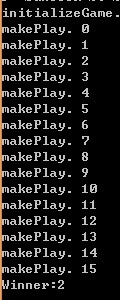 initializeGame.
makePlay. 0
makePlay. 1
makePlay. 2
makePlay. 3
makePlay. 4
makePlay. 5
makePlay. 6
makePlay. 7
makePlay. 8
makePlay. 9
makePlay. 10
makePlay. 11
makePlay. 12
makePlay. 13
makePlay. 14
makePlay. 15
Winner:2